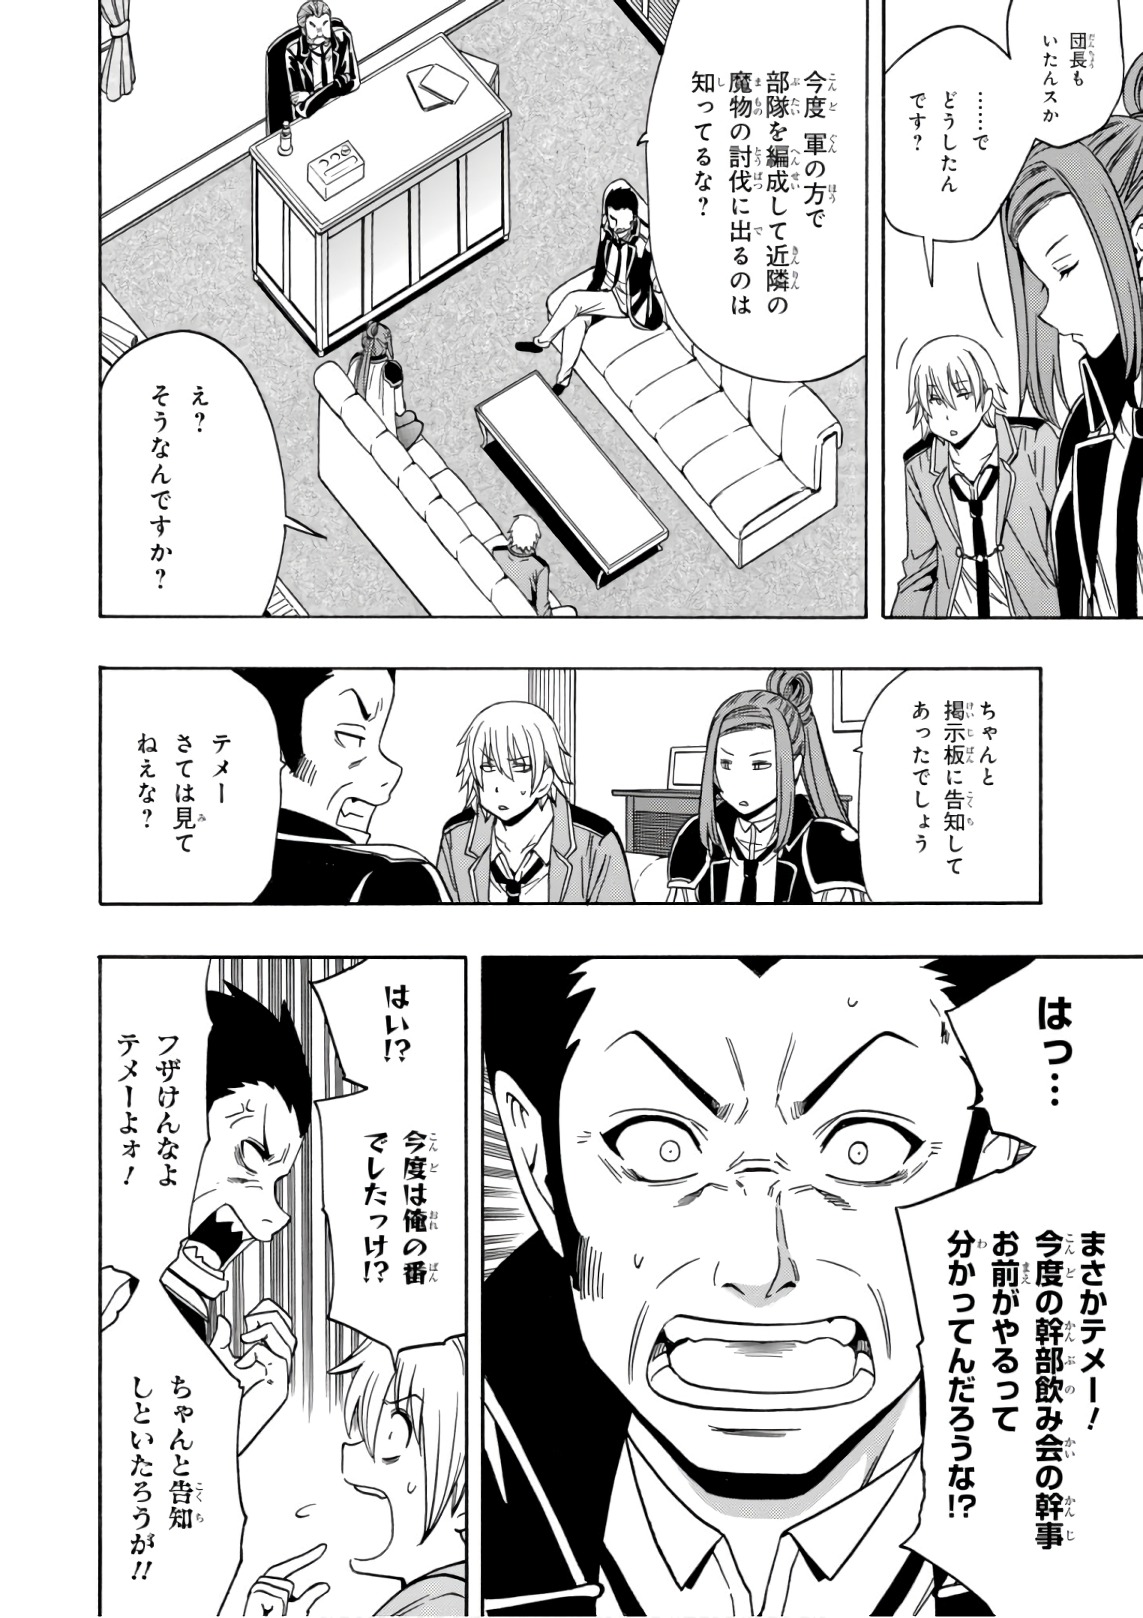 団長も
いたんスか
……で
どうしたん
です？
今度 軍の方で
部隊を編成して近隣の
魔物の討伐に出るのは
知ってるな？
え？
そうなんですか？
ちゃんと
掲示板に告知して
あったでしょう
テメー
さては見て
ねえな？
はっ…
まさかテメー！
今度の幹部飲み会の幹事
お前がやるって
分かってんだろうな!?
はい!?
今度は俺の番
でしたっけ!?
フザけんなよ
テメーよォ！
ちゃんと告知
しといたろうが!!